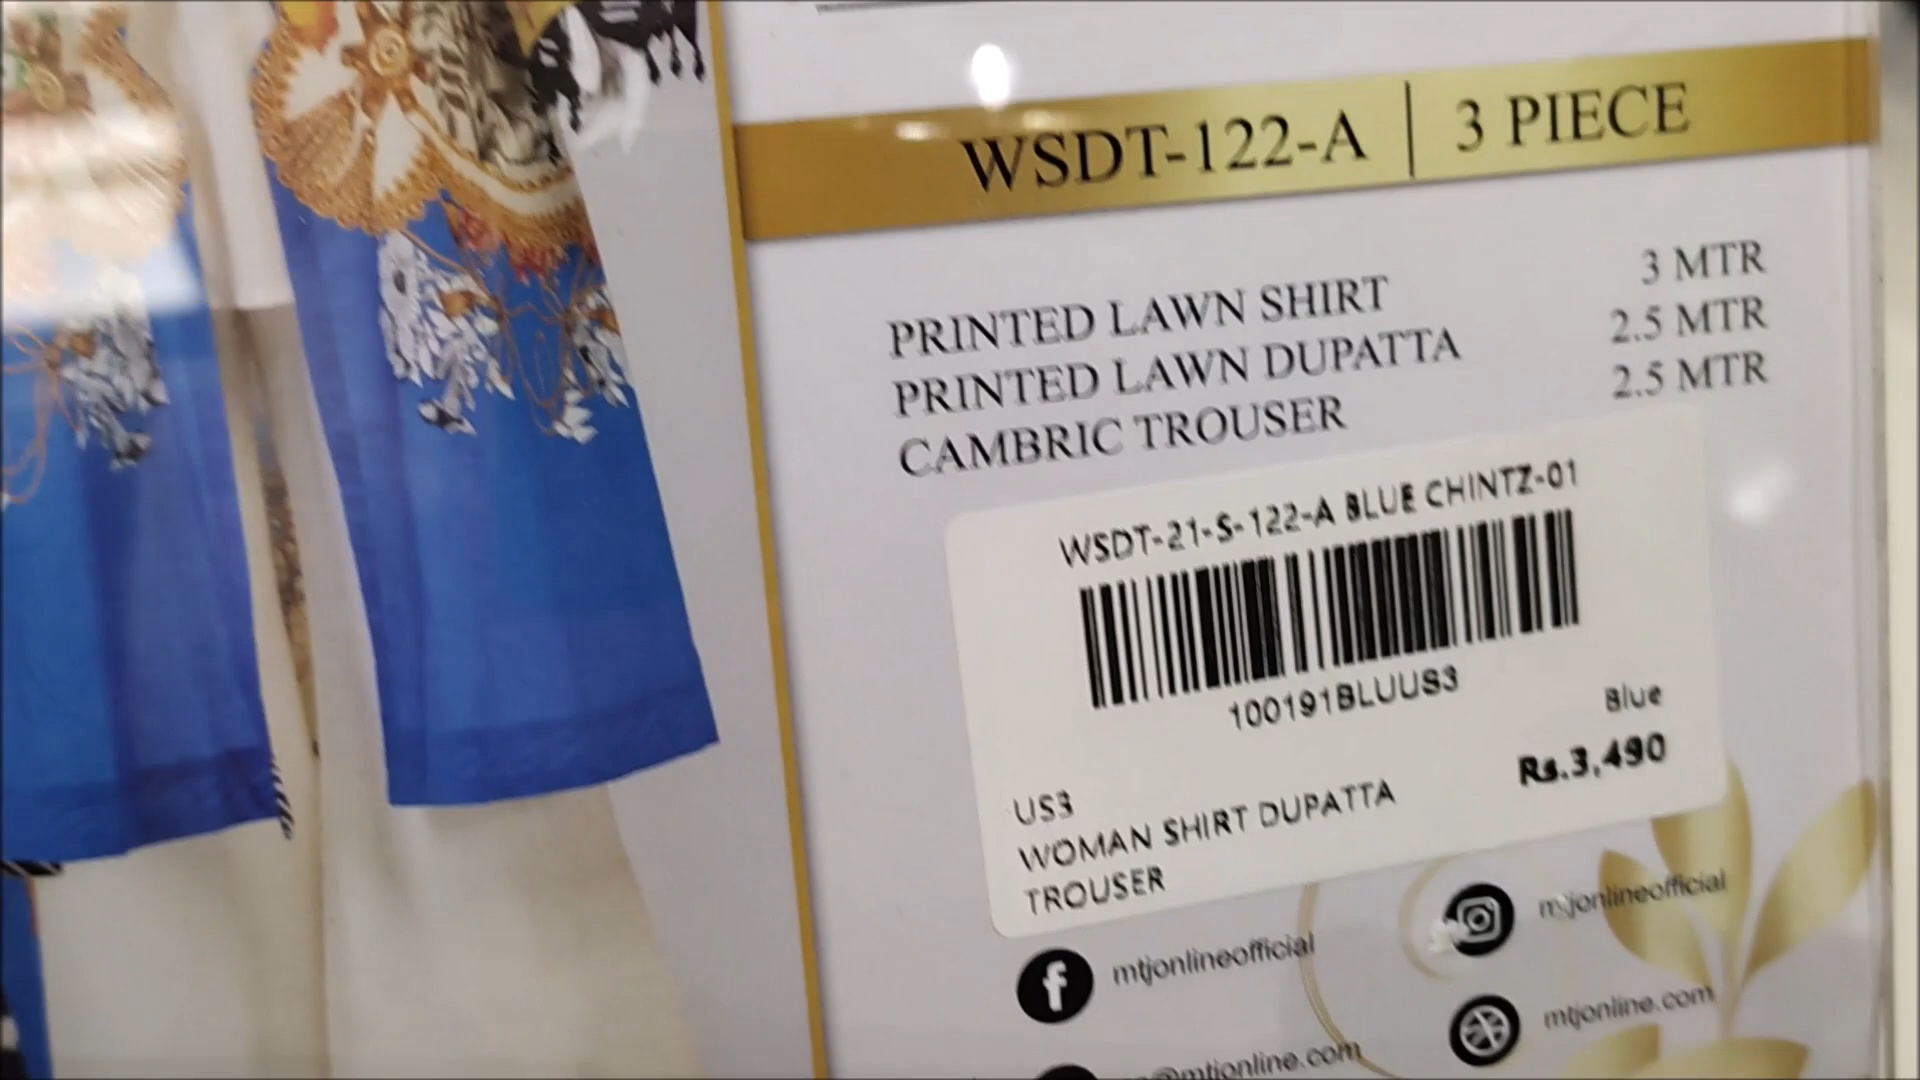 WSDT-122-A | 3 PIECE
PRINTED LAWN SHIRT 3 MTR
PRINTED LAWN DUPATTA 2.5 MTR
CAMBRIC TROUSER 2.5 MTR
WSDT-21-S-122-A BLUE CHINTZ-01
100191BLUUS3
Blue
Rs.3,490
US3
WOMAN SHIRT DUPATTA
TROUSER
mtjonlineofficial
mtjonlineofficial
mtjonline.com
@mtjonline.com